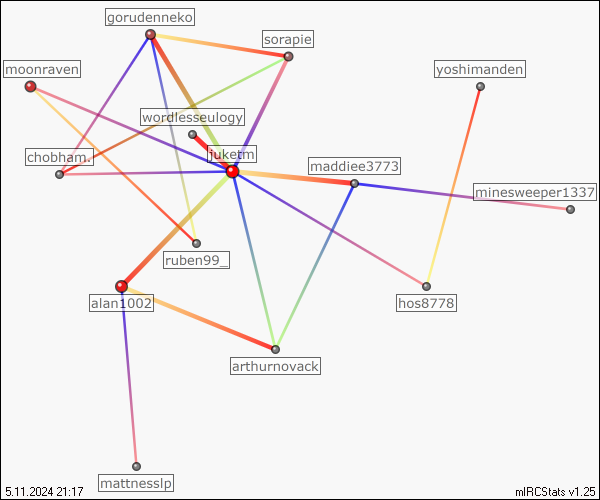 gorudenneko
sorapie
moonraven
yoshimanden
wordlesseulogy
juketm
chobham.
maddiee3773
minesweeper1337
ruben99_
alan1002
hos8778
arthurnovack
mattnesslp
5.11.2024 21:17
mIRCStats v1.25